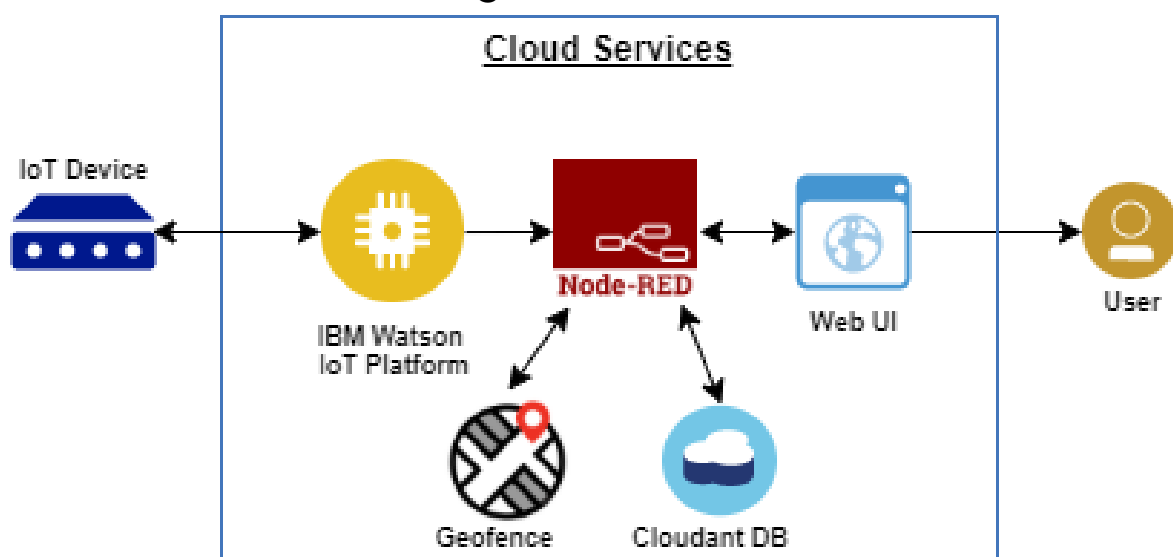 Cloud Services
IoT Device
Node-RED
IBM Watson
IoT Platform
Web UI
User
Geofence
Cloudant DB